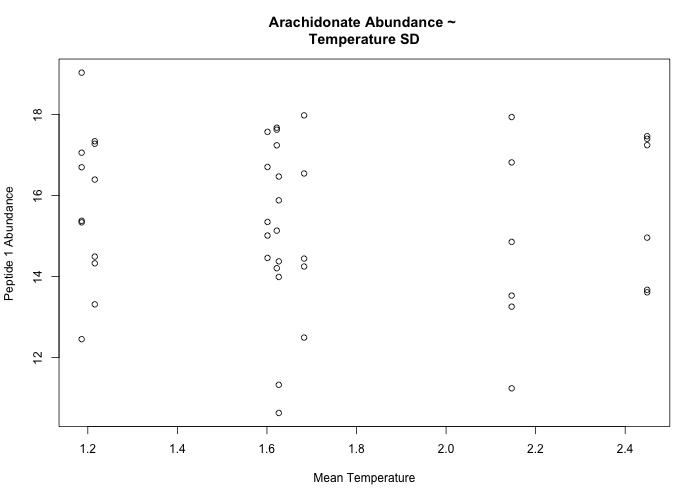 Arachidonate Abundance ~
Temperature SD
Peptide 1 Abundance
18
16
14
12
1.2 1.4 1.6 1.8 2.0 2.2 2.4
Mean Temperature